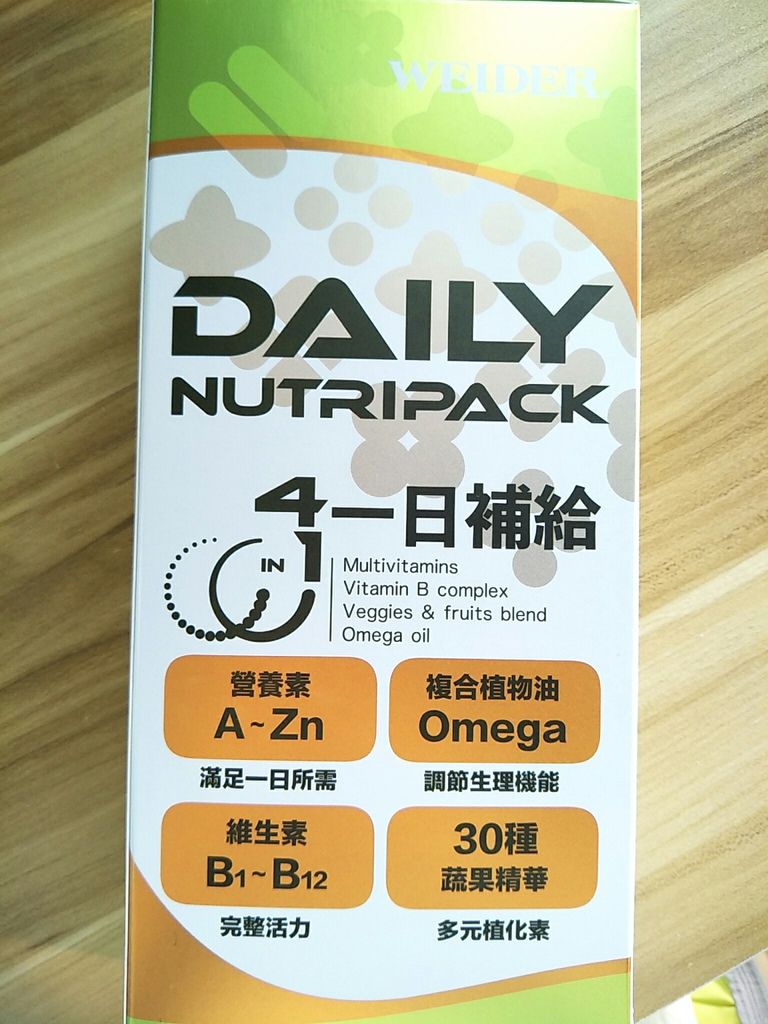 WEIDER
DAILY
NUTRIPACK
4 IN 1 一日補給
Multivitamins
Vitamin B complex
Veggies & fruits blend
Omega oil
營養素
A~Zn
滿足一日所需
複合植物油
Omega
調節生理機能
維生素
B1~B12
完整活力
30種
蔬果精華
多元植化素